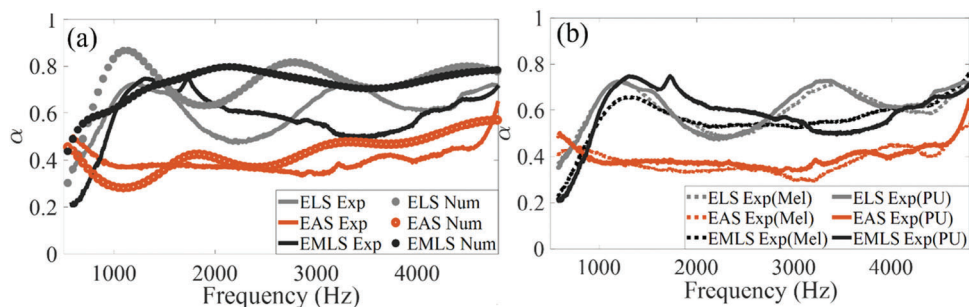 (a)
1
0.8
0.6
0.4
0.2
0
α
1000 2000 3000 4000
Frequency (Hz)
ELS Exp ELS Num
EAS Exp EAS Num
EMLS Exp EMLS Num
(b)
1
0.8
0.6
0.4
0.2
0
α
1000 2000 3000 4000
Frequency (Hz)
ELS Exp(Mel) ELS Exp(PU)
EAS Exp(Mel) EAS Exp(PU)
EMLS Exp(Mel) EMLS Exp(PU)